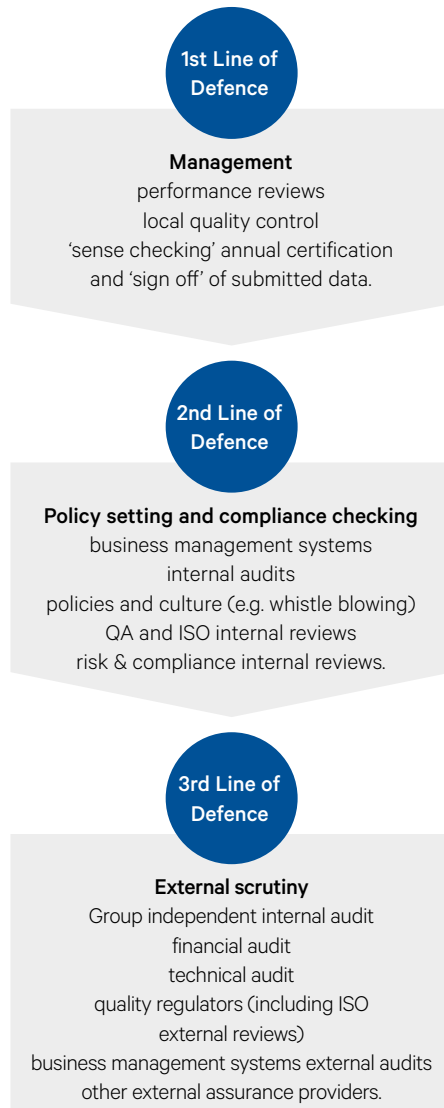 1st Line of
Defence
Management
performance reviews
local quality control
‘sense checking’ annual certification
and ‘sign off’ of submitted data.
2nd Line of
Defence
Policy setting and compliance checking
business management systems
internal audits
policies and culture (e.g. whistle blowing)
QA and ISO internal reviews
risk & compliance internal reviews.
3rd Line of
Defence
External scrutiny
Group independent internal audit
financial audit
technical audit
quality regulators (including ISO
external reviews)
business management systems external audits
other external assurance providers.